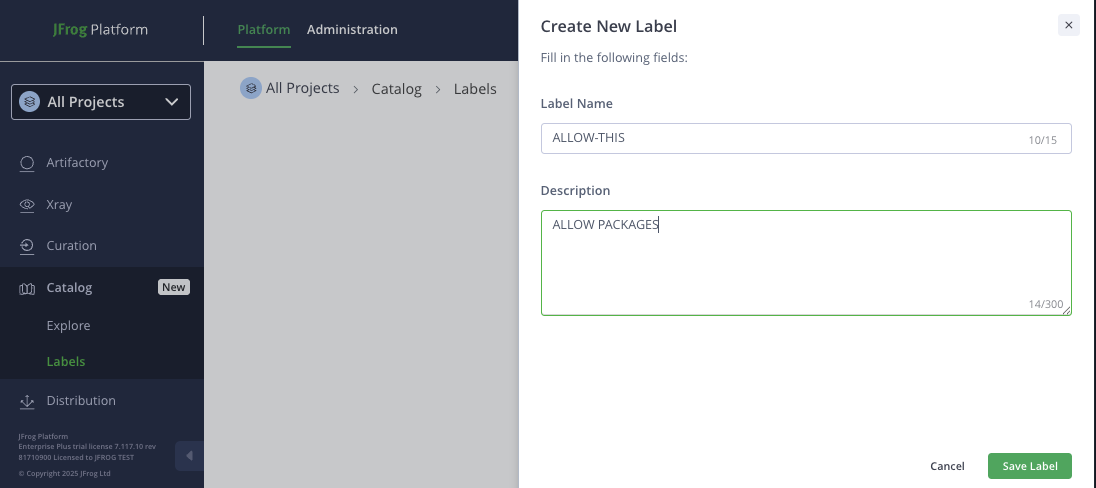 JFrog Platform
Platform Administration
All Projects
Artifactory
Xray
Curation
Catalog New
Explore
Labels
Distribution
JFrog Platform
Enterprise Plus trial license 7.117.10 rev
81710900 Licensed to JFROG TEST
© Copyright 2025 JFrog Ltd
All Projects > Catalog > Labels
Create New Label
×
Fill in the following fields:
Label Name
ALLOW-THIS
10/15
Description
ALLOW PACKAGES
14/300
Cancel
Save Label